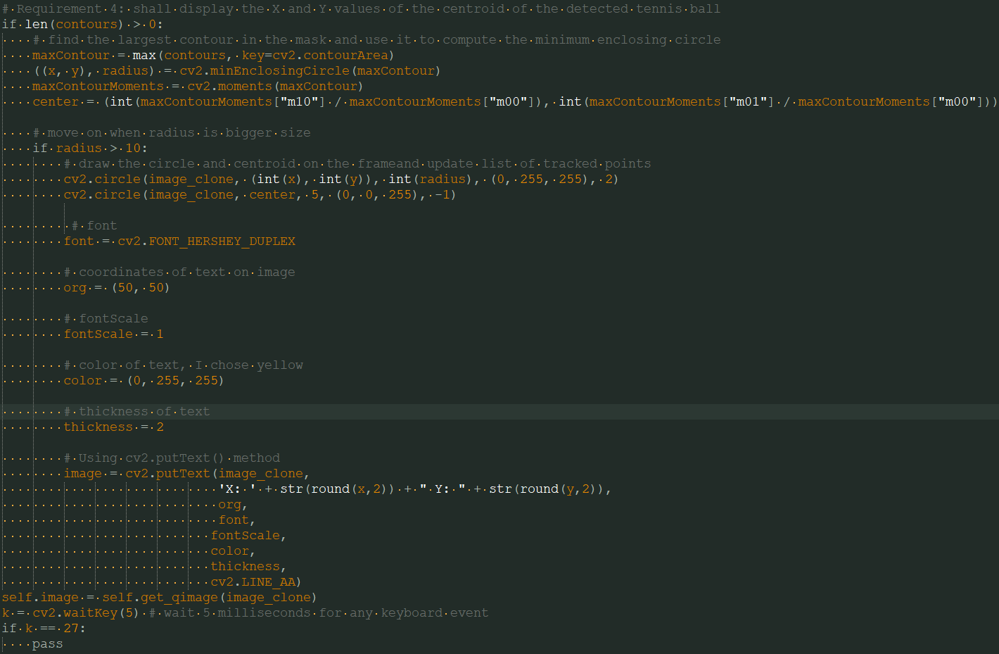 # Requirement 4: shall display the X and Y values of the centroid of the detected tennis ball
if len(contours) > 0:
    # find the largest contour in the mask and use it to compute the minimum enclosing circle
    maxContour = max(contours, key=cv2.contourArea)
    ((x, y), radius) = cv2.minEnclosingCircle(maxContour)
    maxContourMoments = cv2.moments(maxContour)
    center = (int(maxContourMoments["m10"] / maxContourMoments["m00"]), int(maxContourMoments["m01"] / maxContourMoments["m00"]))

    # move on when radius is bigger size
    if radius > 10:
        # draw the circle and centroid on the frameand update list of tracked points
        cv2.circle(image_clone, (int(x), int(y)), int(radius), (0, 255, 255), 2)
        cv2.circle(image_clone, center, 5, (0, 0, 255), -1)

         # font
        font = cv2.FONT_HERSHEY_DUPLEX

        # coordinates of text on image
        org = (50, 50)

        # fontScale
        fontScale = 1

        # color of text, I chose yellow
        color = (0, 255, 255)

        # thickness of text
        thickness = 2

        # Using cv2.putText() method
        image = cv2.putText(image_clone,
                            'X: ' + str(round(x,2)) + " Y: " + str(round(y,2)),
                            org,
                            font,
                           fontScale,
                           color,
                           thickness,
                           cv2.LINE_AA)
self.image = self.get_qimage(image_clone)
k = cv2.waitKey(5) # wait 5 milliseconds for any keyboard event
if k == 27:
    pass